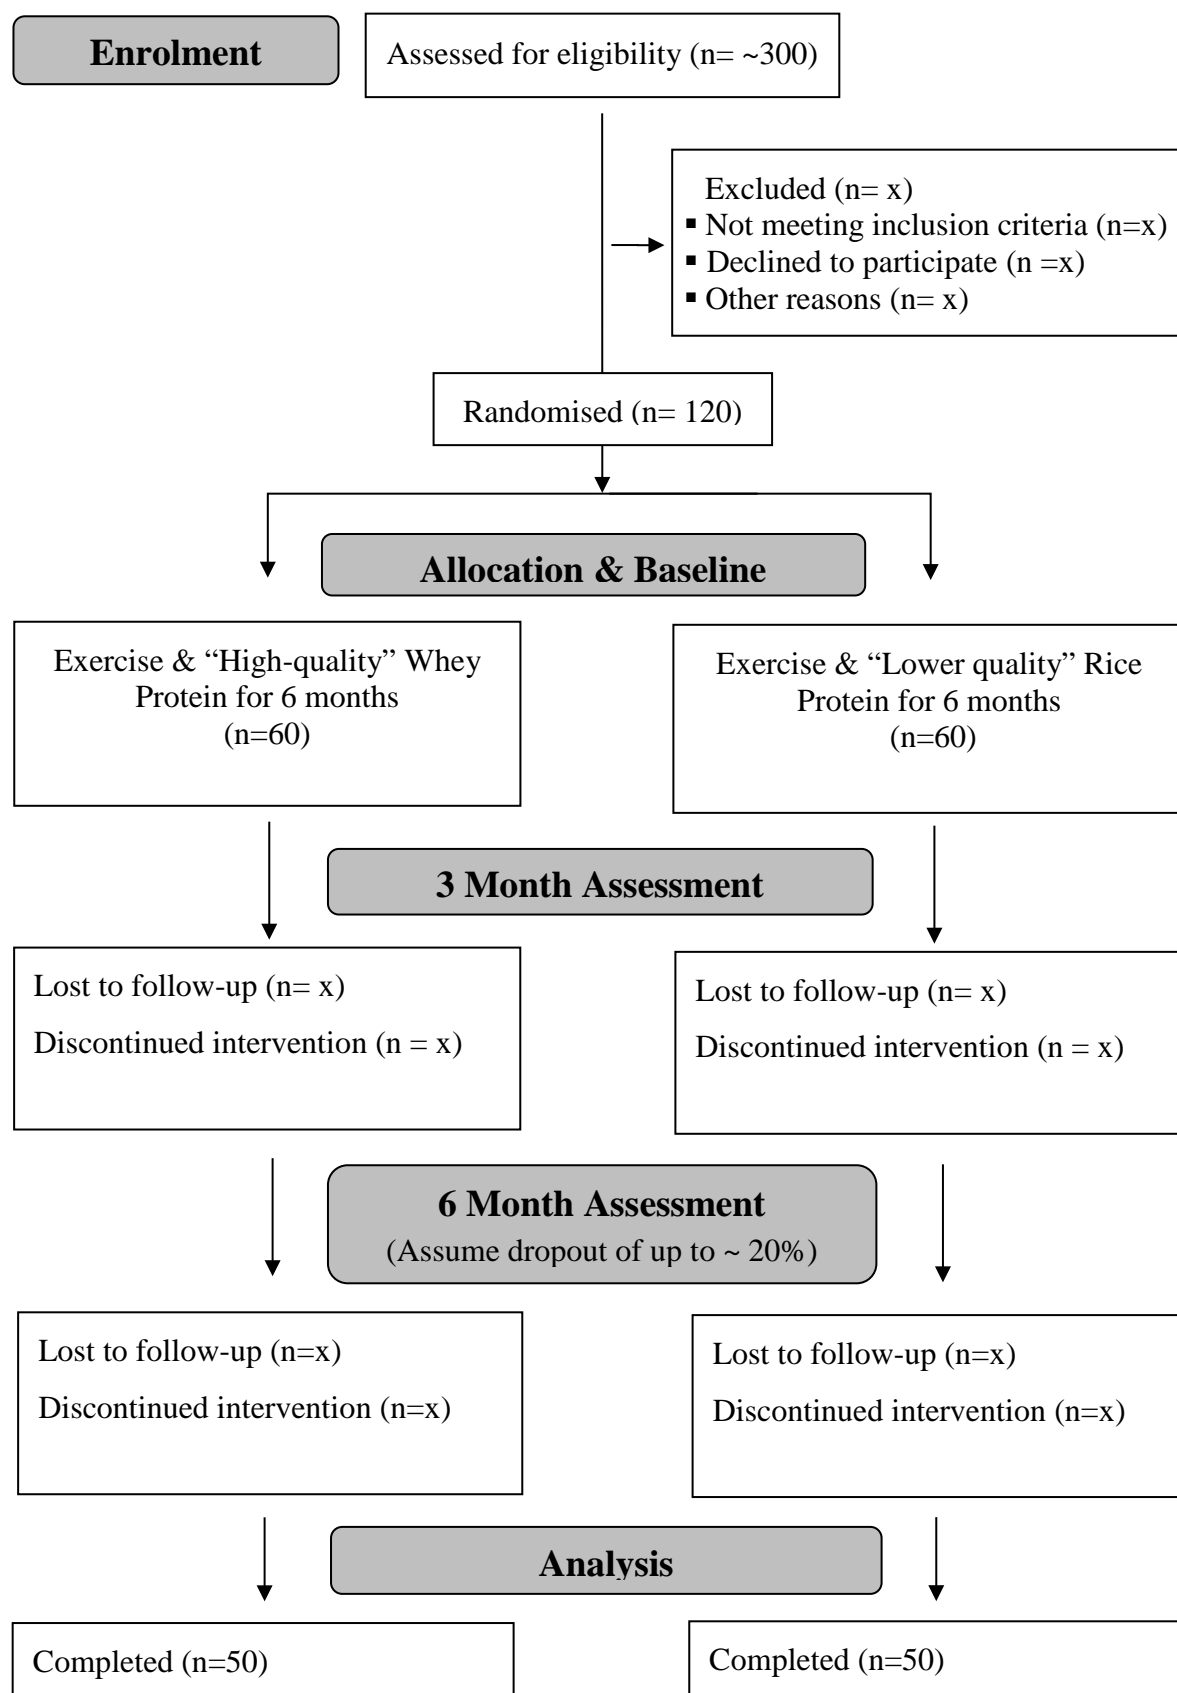 Enrolment
Assessed for eligibility (n= ~300)
Excluded (n= x)
▪ Not meeting inclusion criteria (n=x)
▪ Declined to participate (n =x)
▪ Other reasons (n= x)
Randomised (n= 120)
Allocation & Baseline
Exercise & “High-quality” Whey
Protein for 6 months
(n=60)
Exercise & “Lower quality” Rice
Protein for 6 months
(n=60)
3 Month Assessment
Lost to follow-up (n= x)
Discontinued intervention (n = x)
Lost to follow-up (n= x)
Discontinued intervention (n = x)
6 Month Assessment
(Assume dropout of up to ~ 20%)
Lost to follow-up (n=x)
Discontinued intervention (n=x)
Lost to follow-up (n=x)
Discontinued intervention (n=x)
Analysis
Completed (n=50)
Completed (n=50)